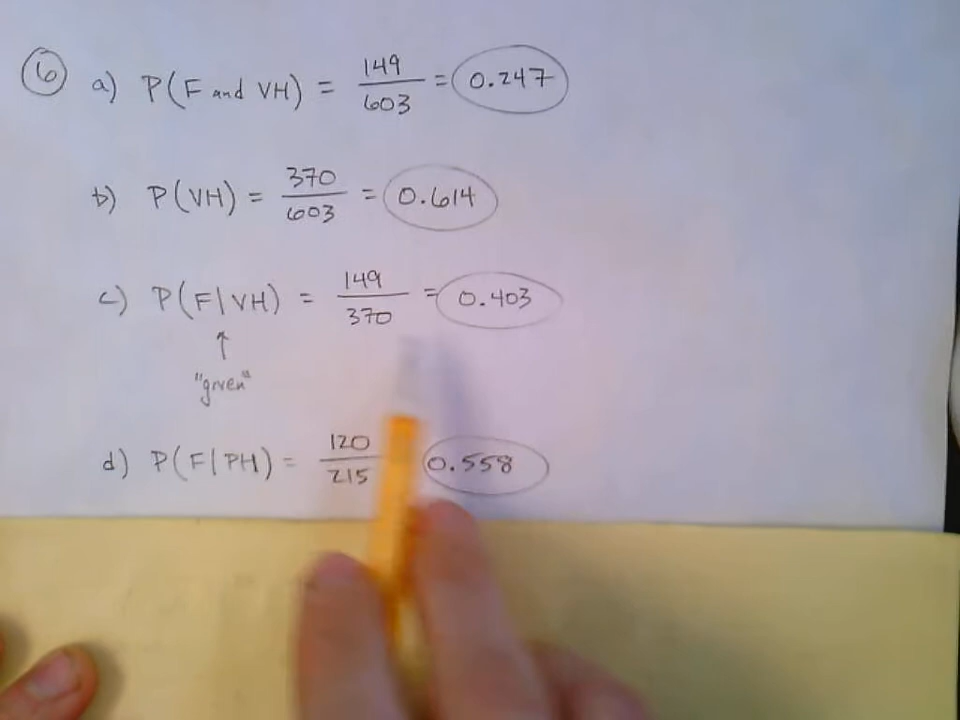 6 a) P(F and VH) = 149/603 = 0.247
b) P(VH) = 370/603 = 0.614
c) P(F|VH) = 149/370 = 0.403
↑
"given"
d) P(F|PH) = 120/215 0.558